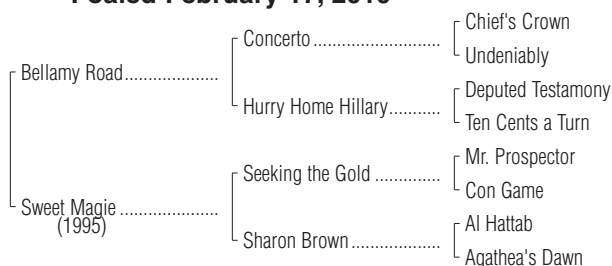 Foaled February 17,
Chief's Crown
Concerto
Undeniably
Bellamy Road
Deputed Testamony
Hurry Home Hillary
Ten Cents a Turn
Mr. Prospector
Seeking the Gold
Con Game
Sweet Magie
(1995)
Al Hattab
Sharon Brown
Agathea's Dawn